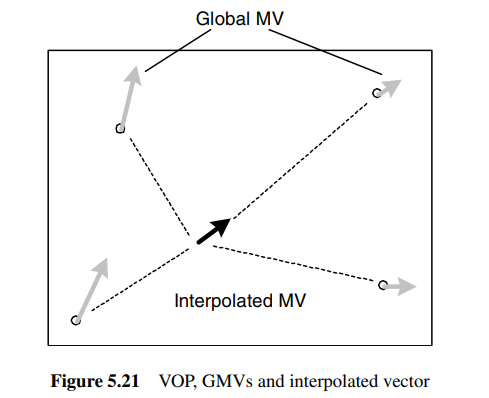 Global MV
Interpolated MV
Figure 5.21 VOP, GMVs and interpolated vector